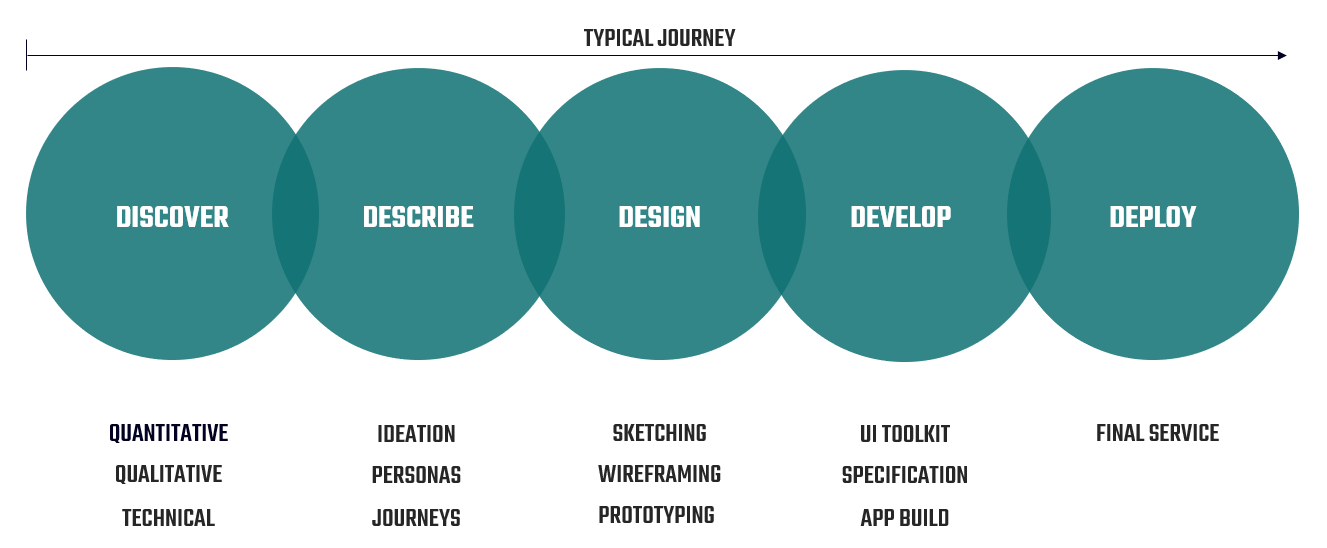 TYPICAL JOURNEY
DISCOVER
DESCRIBE
DESIGN
DEVELOP
DEPLOY
QUANTITATIVE
QUALITATIVE
TECHNICAL
IDEATION
PERSONAS
JOURNEYS
SKETCHING
WIREFRAMING
PROTOTYPING
UI TOOLKIT
SPECIFICATION
APP BUILD
FINAL SERVICE